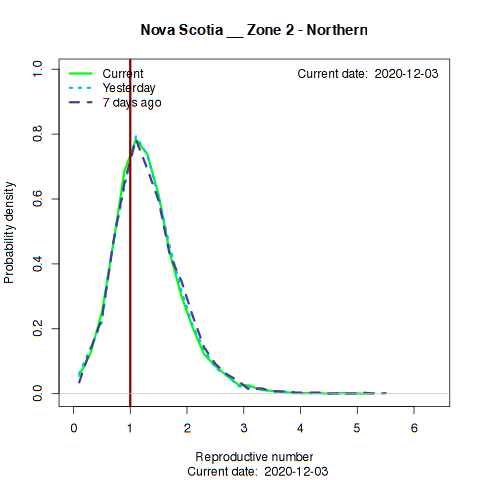 Nova Scotia __ Zone 2 - Northern
Current
Yesterday
7 days ago
Current date:  2020-12-03
Probability density
1.0
0.8
0.6
0.4
0.2
0.0
0 1 2 3 4 5 6
Reproductive number
Current date:  2020-12-03